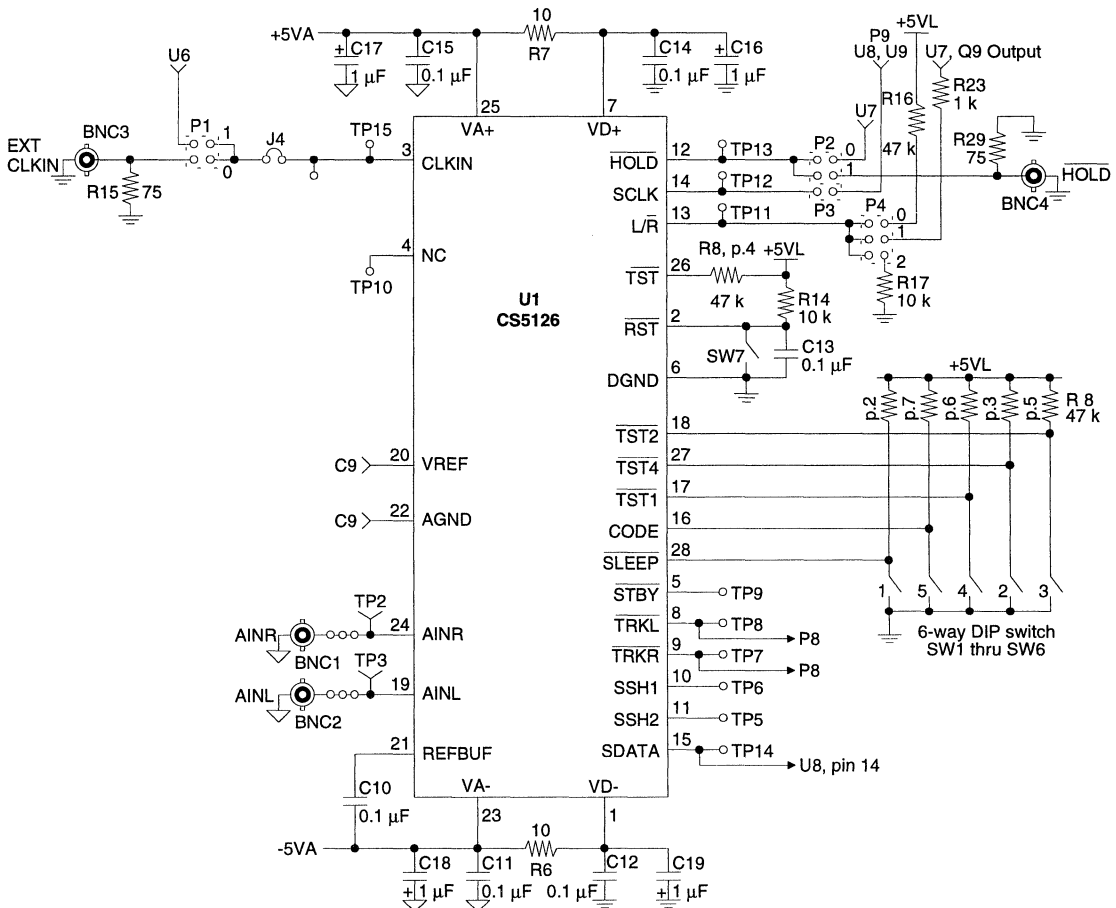 +5VA
10
R7
+ C17
1 µF
C15
0.1 µF
C14
0.1 µF
+ C16
1 µF
+5VL
P9
U8, U9
U7, Q9 Output
R23
1 k
R16
47 k
U7
R29
75
HOLD
BNC4
U6
BNC3
EXT
CLKIN
R15
75
P1
1
0
J4
TP15
3
CLKIN
25
VA+
7
VD+
HOLD
12
TP13
P2
0
1
SCLK
14
TP12
P3
L/R
13
TP11
P4
0
1
2
R17
10 k
4
NC
TP10
U1
CS5126
TST
26
R8, p.4
47 k
+5VL
R14
10 k
RST
2
SW7
C13
0.1 µF
DGND
6
+5VL
p.2
p.7
p.6
p.3
p.5
R 8
47 k
TST2
18
TST4
27
TST1
17
CODE
16
SLEEP
28
1
5
4
2
3
6-way DIP switch
SW1 thru SW6
C9
20
VREF
C9
22
AGND
STBY
5
TP9
TRKL
8
TP8
P8
TRKR
9
TP7
P8
SSH1
10
TP6
SSH2
11
TP5
SDATA
15
TP14
U8, pin 14
AINR
BNC1
TP2
24
AINR
AINL
BNC2
TP3
19
AINL
21
REFBUF
C10
0.1 µF
VA-
23
VD-
1
-5VA
10
R6
C18
+ 1 µF
C11
0.1 µF
C12
0.1 µF
C19
+ 1 µF